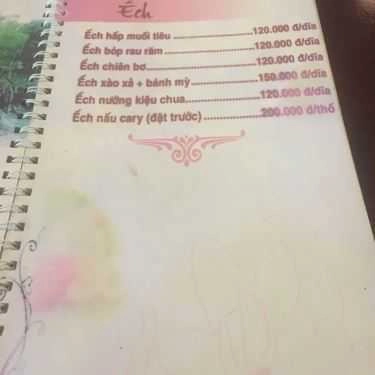 Ếch
Ếch hấp muối tiêu ............................120.000 đ/dĩa
Ếch bóp rau răm ................................120.000 đ/dĩa
Ếch chiên bơ ......................................120.000 đ/dĩa
Ếch xào xả + bánh mỳ ........................150.000 đ/dĩa
Ếch nướng kiệu chua..........................120.000 đ/dĩa
Ếch nấu cary (đặt trước) ....................200.000 đ/thố